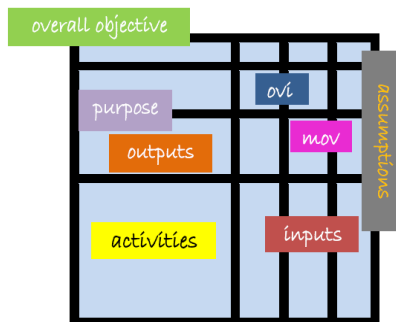 overall objective
ovi
assumptions
purpose
mov
outputs
activities
inputs